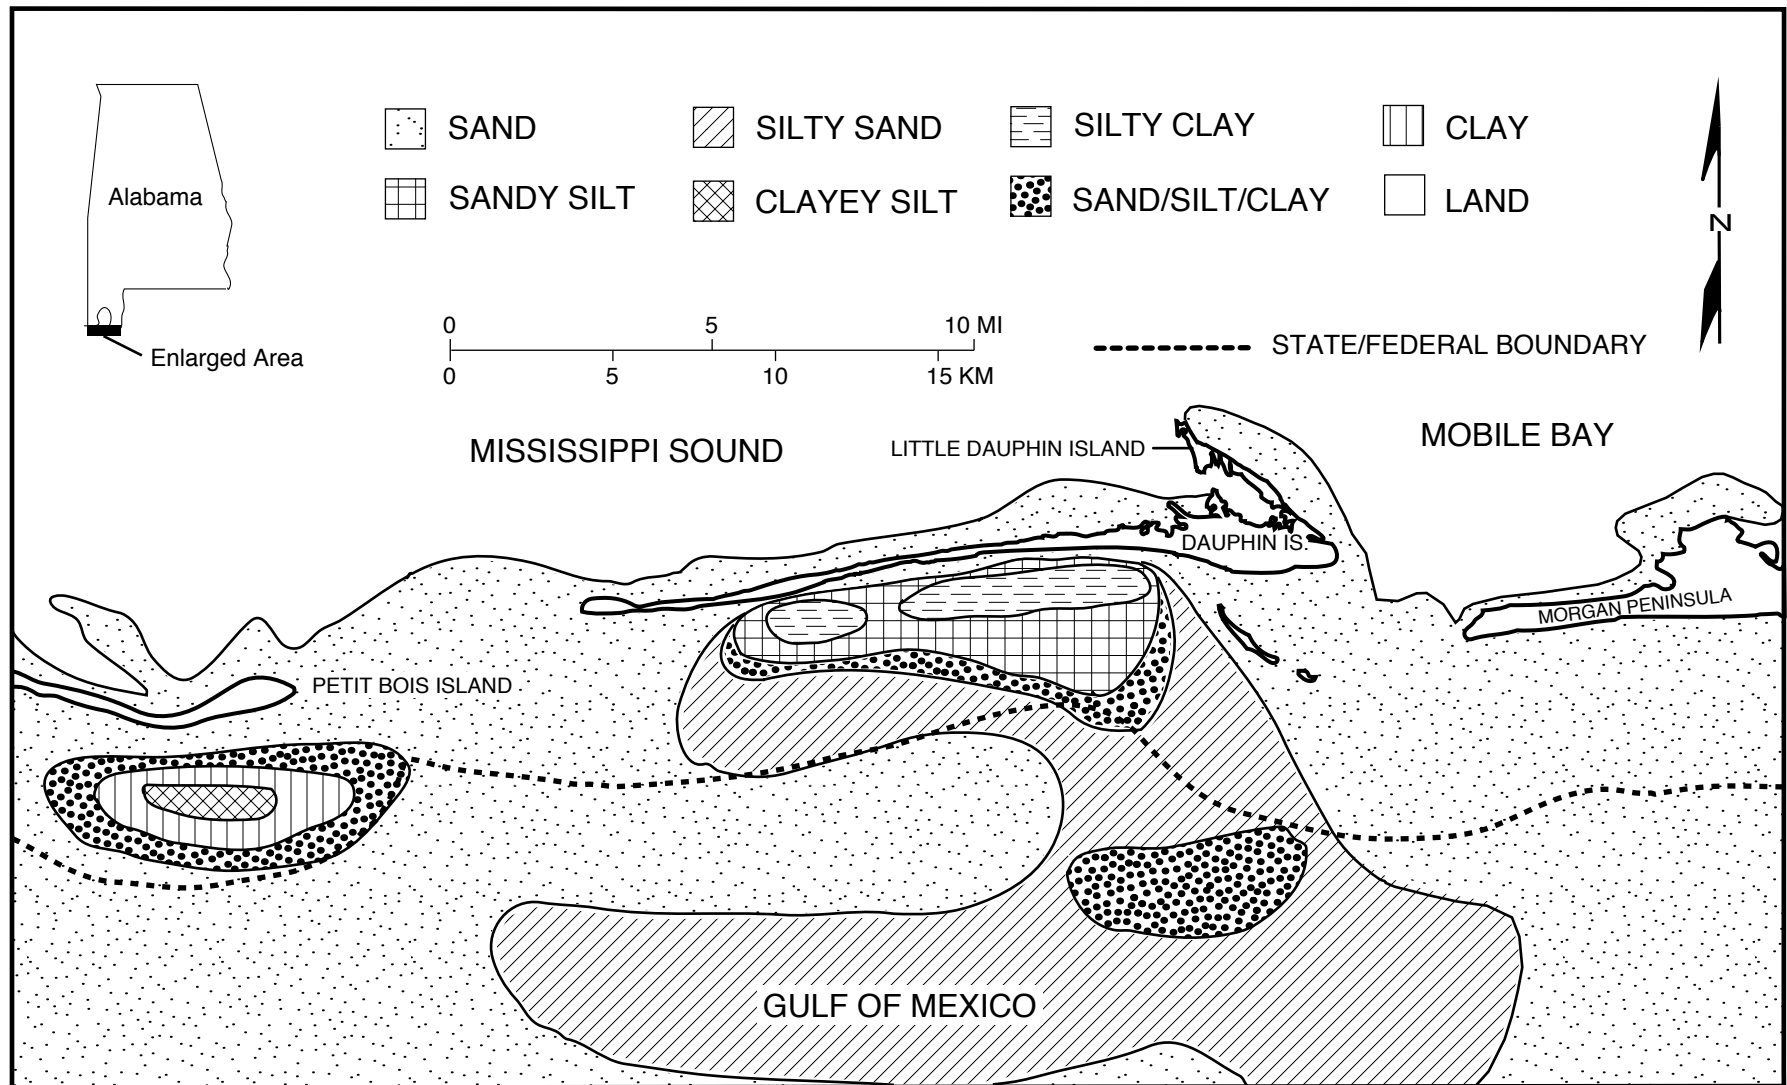 Alabama
Enlarged Area
SAND
SILTY SAND
SILTY CLAY
CLAY
SANDY SILT
CLAYEY SILT
SAND/SILT/CLAY
LAND
N
0 5 10 MI
0 5 10 15 KM
STATE/FEDERAL BOUNDARY
MISSISSIPPI SOUND
LITTLE DAUPHIN ISLAND
MOBILE BAY
DAUPHIN IS.
MORGAN PENINSULA
PETIT BOIS ISLAND
GULF OF MEXICO